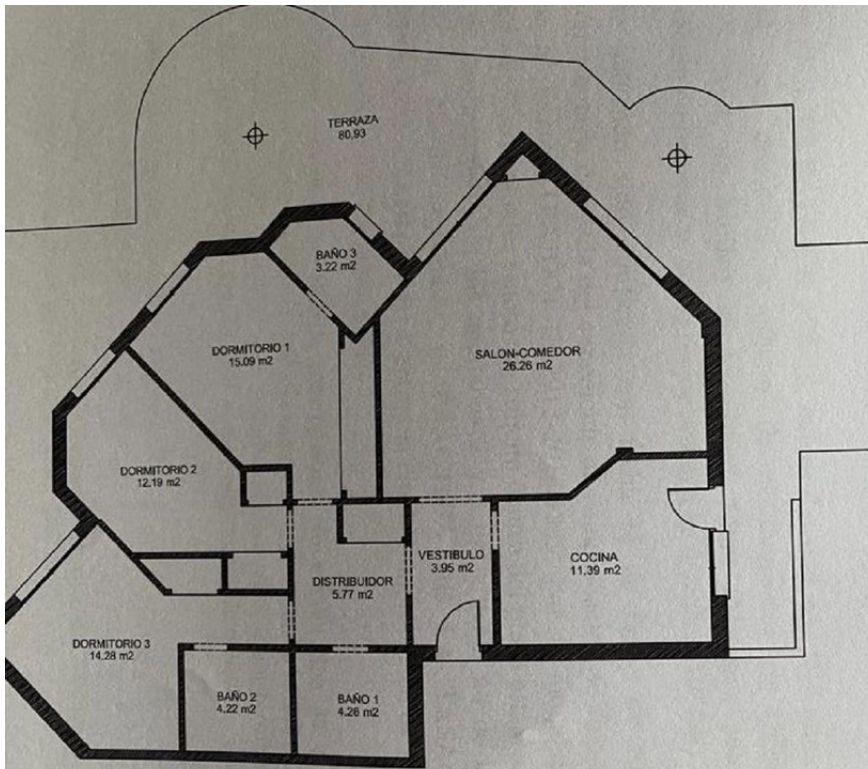 TERRAZA
80,93
BAÑO 3
3.22 m2
DORMITORIO 1
15.09 m2
SALON-COMEDOR
26.26 m2
DORMITORIO 2
12.19 m2
VESTIBULO
3.95 m2
COCINA
11.39 m2
DISTRIBUIDOR
5.77 m2
DORMITORIO 3
14.28 m2
BAÑO 2
4.22 m2
BAÑO 1
4.26 m2